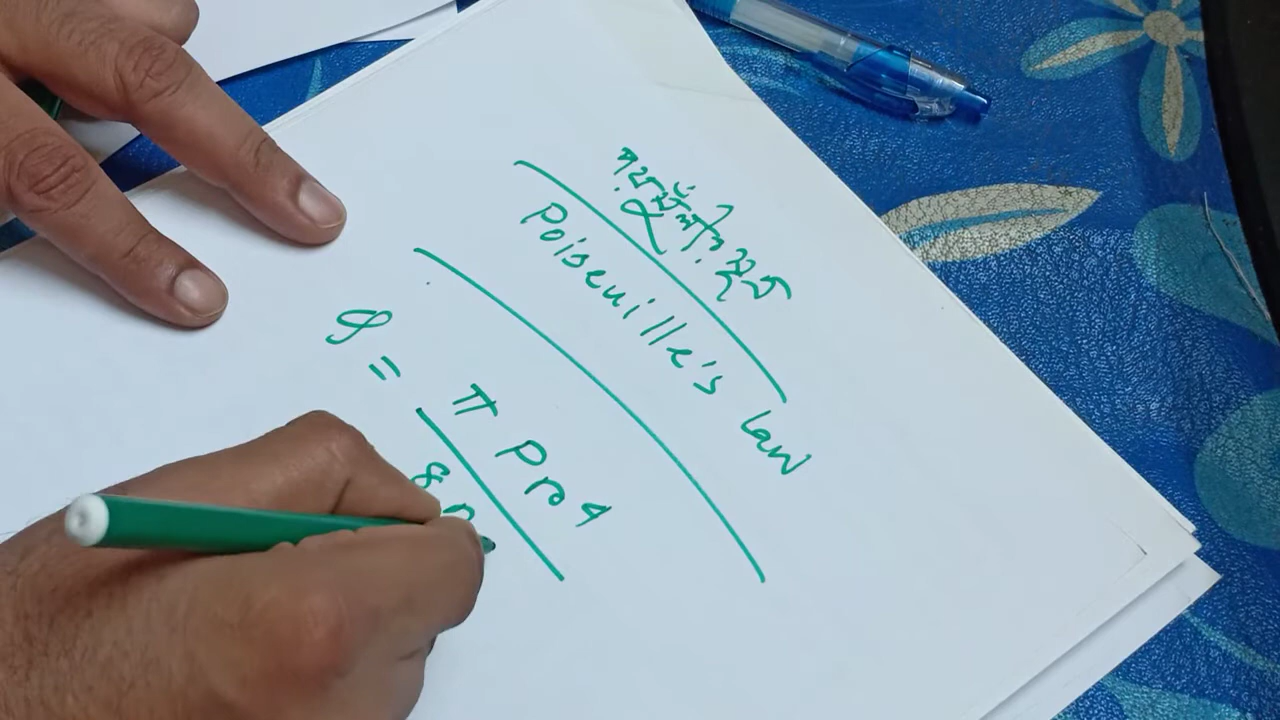 Poiseuille's law
Q = π P r⁴
8 η